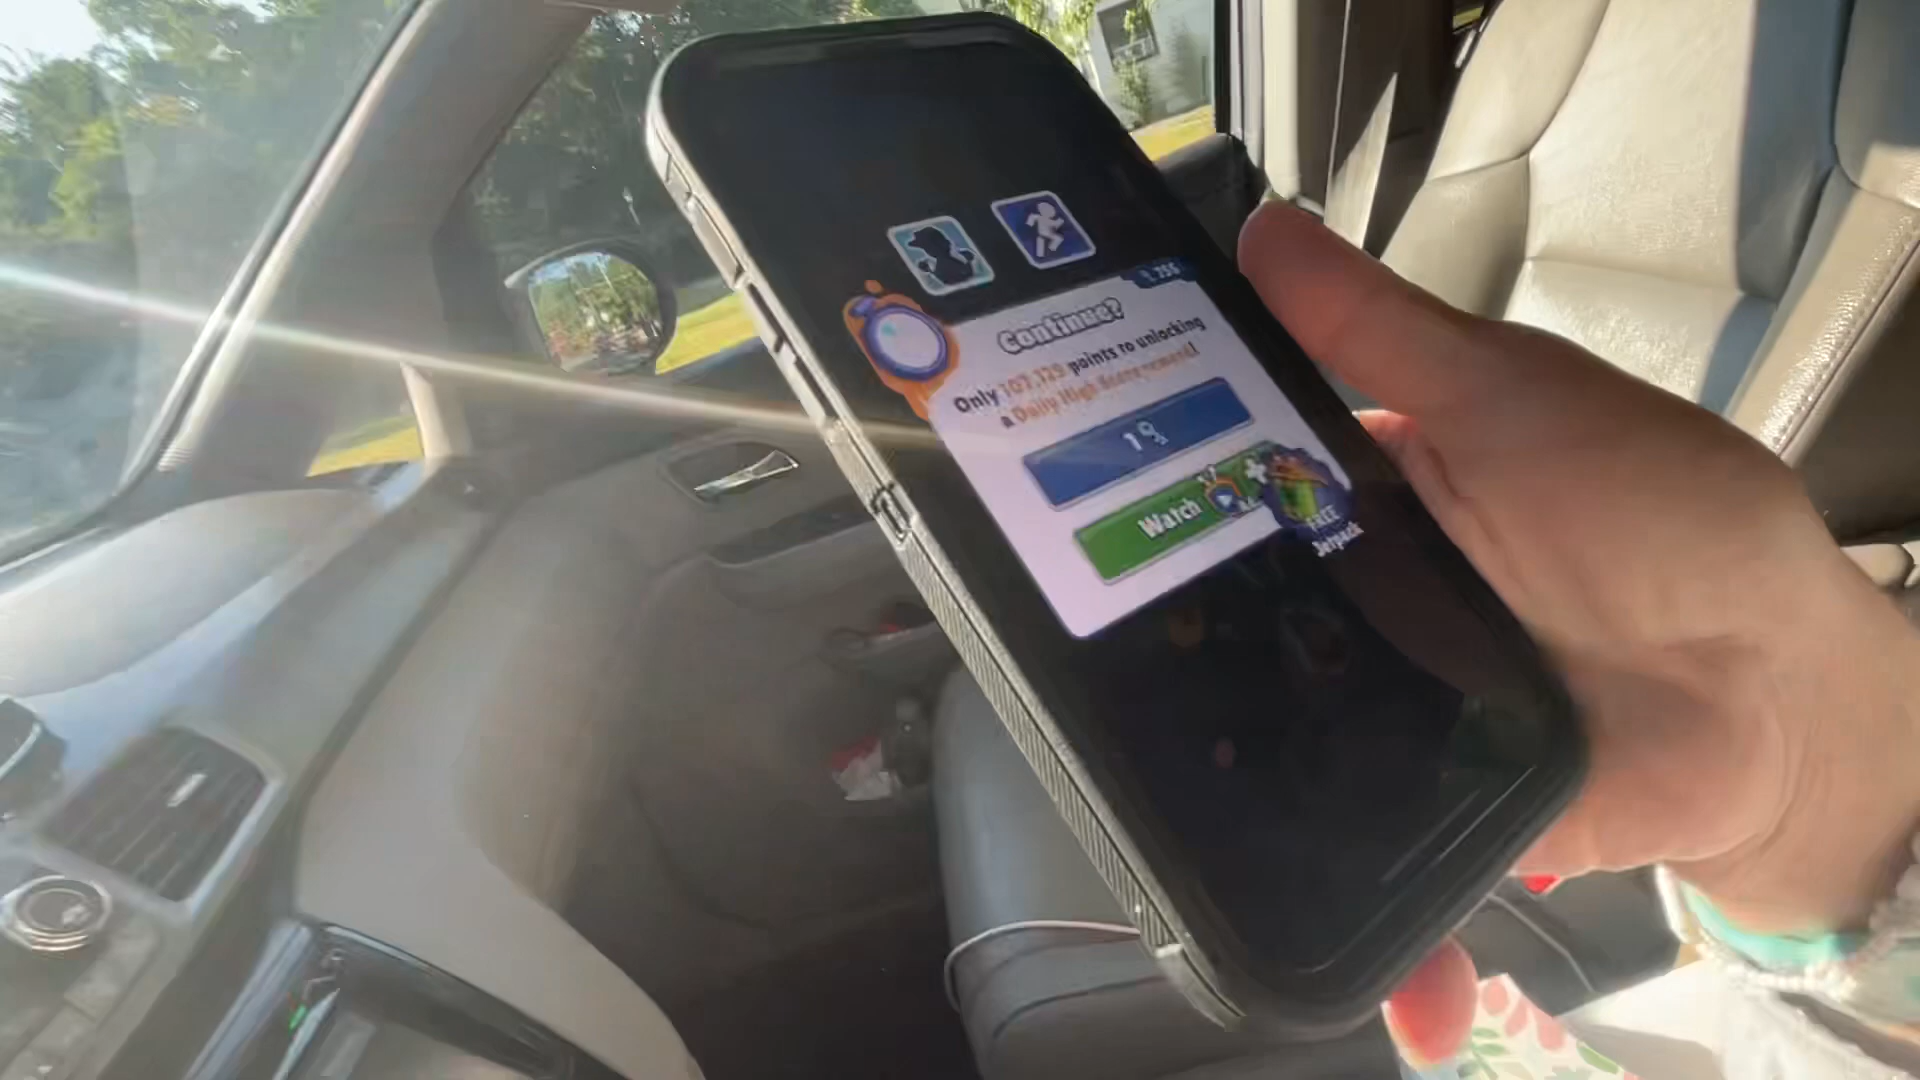 Continue?
Only 107,129 points to unlocking
a Daily High Score reward!
1
Watch
FREE
Jetpack